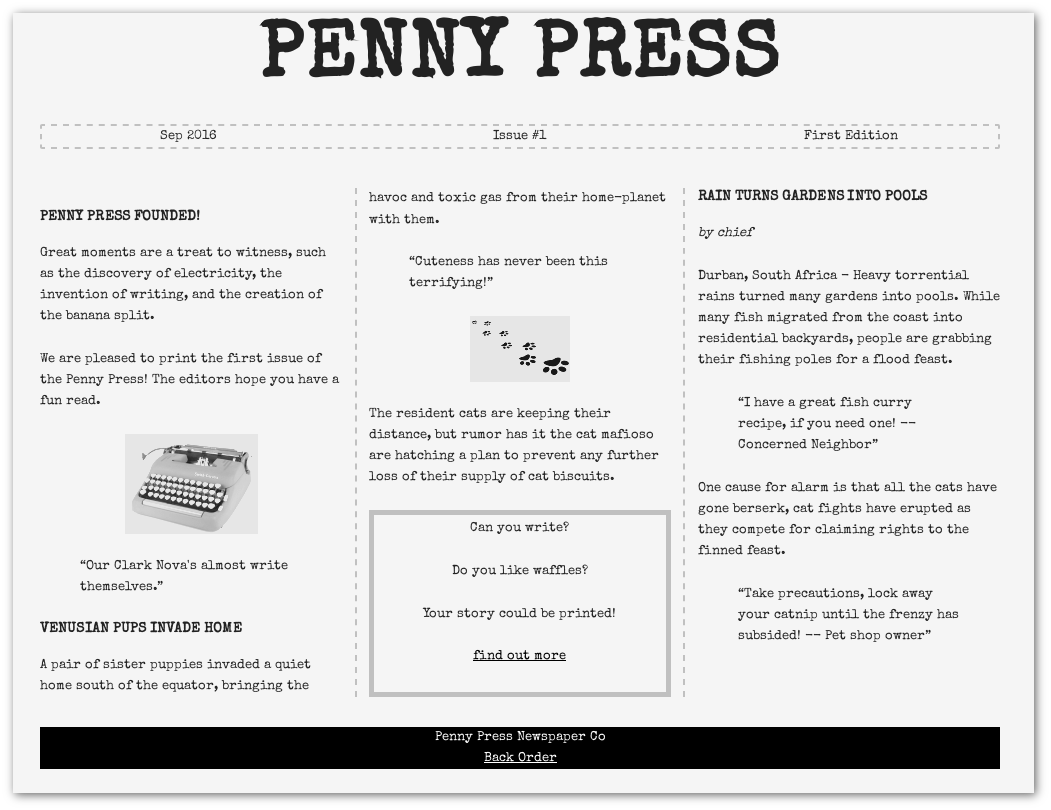 PENNY PRESS
Sep 2016
Issue #1
First Edition
PENNY PRESS FOUNDED!
Great moments are a treat to witness, such
as the discovery of electricity, the
invention of writing, and the creation of
the banana split.
We are pleased to print the first issue of
the Penny Press! The editors hope you have a
fun read.
“Our Clark Nova's almost write
themselves.”
VENUSIAN PUPS INVADE HOME
A pair of sister puppies invaded a quiet
home south of the equator, bringing the
havoc and toxic gas from their home-planet
with them.
“Cuteness has never been this
terrifying!”
The resident cats are keeping their
distance, but rumor has it the cat mafioso
are hatching a plan to prevent any further
loss of their supply of cat biscuits.
Can you write?
Do you like waffles?
Your story could be printed!
find out more
RAIN TURNS GARDENS INTO POOLS
by chief
Durban, South Africa - Heavy torrential
rains turned many gardens into pools. While
many fish migrated from the coast into
residential backyards, people are grabbing
their fishing poles for a flood feast.
“I have a great fish curry
recipe, if you need one! --
Concerned Neighbor”
One cause for alarm is that all the cats have
gone berserk, cat fights have erupted as
they compete for claiming rights to the
finned feast.
“Take precautions, lock away
your catnip until the frenzy has
subsided! -- Pet shop owner”
Penny Press Newspaper Co
Back Order